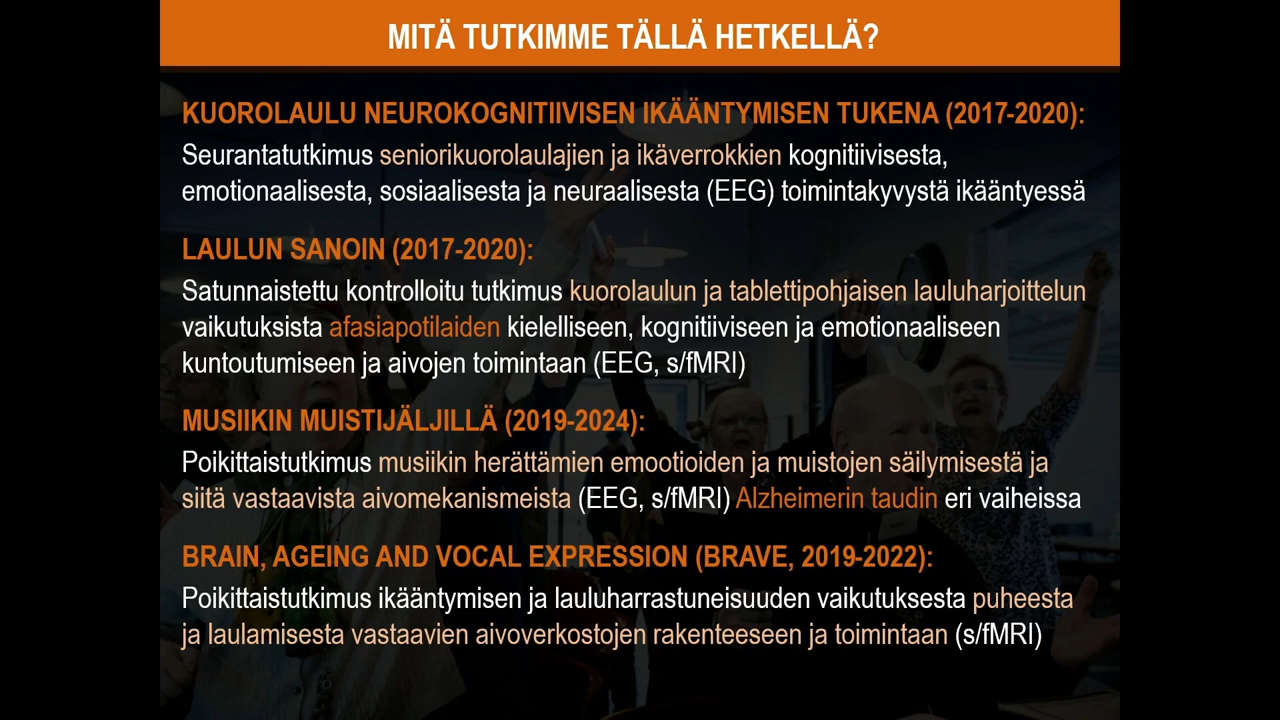 MITÄ TUTKIMME TÄLLÄ HETKELLÄ?
KUOROLAULU NEUROKOGNITIIVISEN IKÄÄNTYMISEN TUKENA (2017-2020):
Seurantatutkimus seniorikuorolaulajien ja ikäverrokkien kognitiivisesta,
emotionaalisesta, sosiaalisesta ja neuraalisesta (EEG) toimintakyvystä ikääntyessä
LAULUN SANOIN (2017-2020):
Satunnaistettu kontrolloitu tutkimus kuorolaulun ja tablettipohjaisen lauluharjoittelun
vaikutuksista afasiapotilaiden kielelliseen, kognitiiviseen ja emotionaaliseen
kuntoutumiseen ja aivojen toimintaan (EEG, s/fMRI)
MUSIIKIN MUISTIJÄLJILLÄ (2019-2024):
Poikittaistutkimus musiikin herättämien emootioiden ja muistojen säilymisestä ja
siitä vastaavista aivomekanismeista (EEG, s/fMRI) Alzheimerin taudin eri vaiheissa
BRAIN, AGEING AND VOCAL EXPRESSION (BRAVE, 2019-2022):
Poikittaistutkimus ikääntymisen ja lauluharrastuneisuuden vaikutuksesta puheesta
ja laulamisesta vastaavien aivoverkostojen rakenteeseen ja toimintaan (s/fMRI)